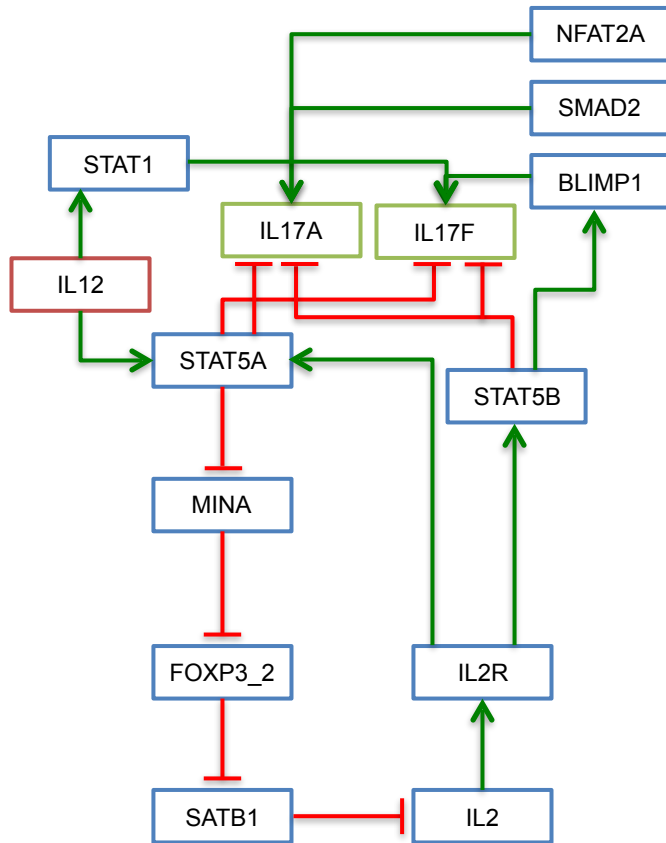 NFAT2A
SMAD2
STAT1
BLIMP1
IL17A
IL17F
IL12
STAT5A
STAT5B
MINA
FOXP3_2
IL2R
SATB1
IL2